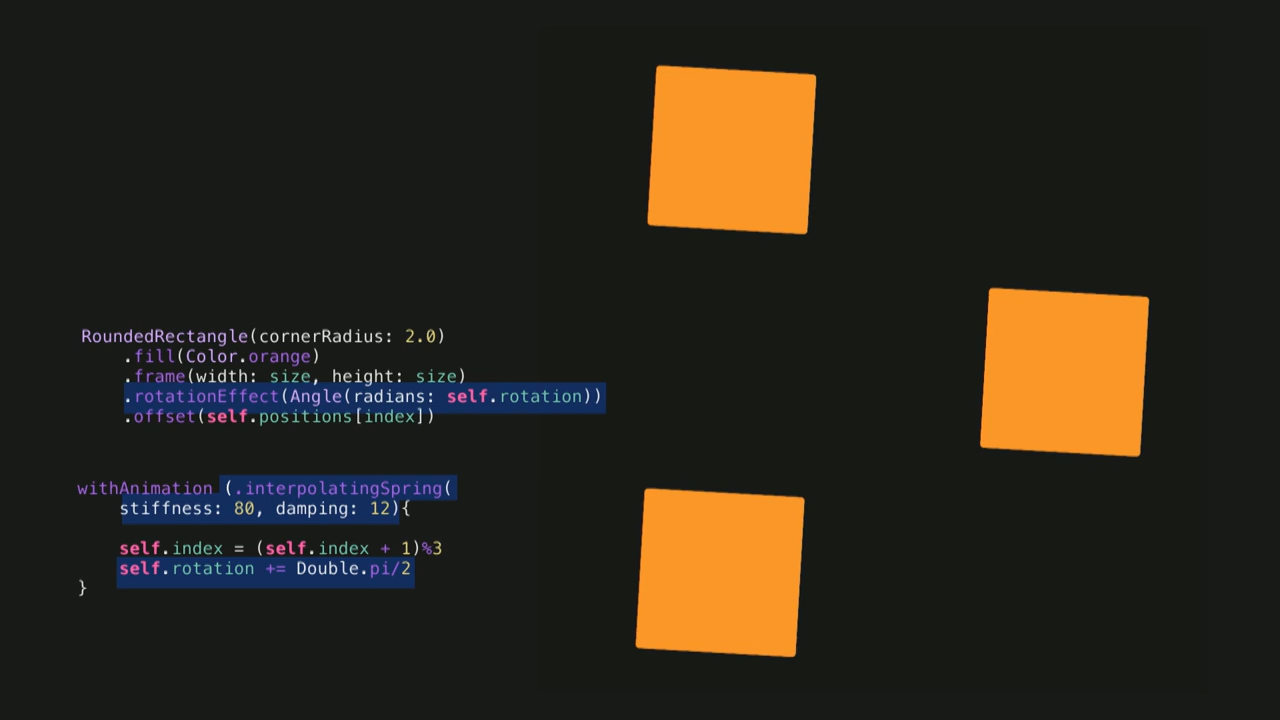 RoundedRectangle(cornerRadius: 2.0)
.fill(Color.orange)
.frame(width: size, height: size)
.rotationEffect(Angle(radians: self.rotation))
.offset(self.positions[index])
withAnimation (.interpolatingSpring(
stiffness: 80, damping: 12){
self.index = (self.index + 1)%3
self.rotation += Double.pi/2
}